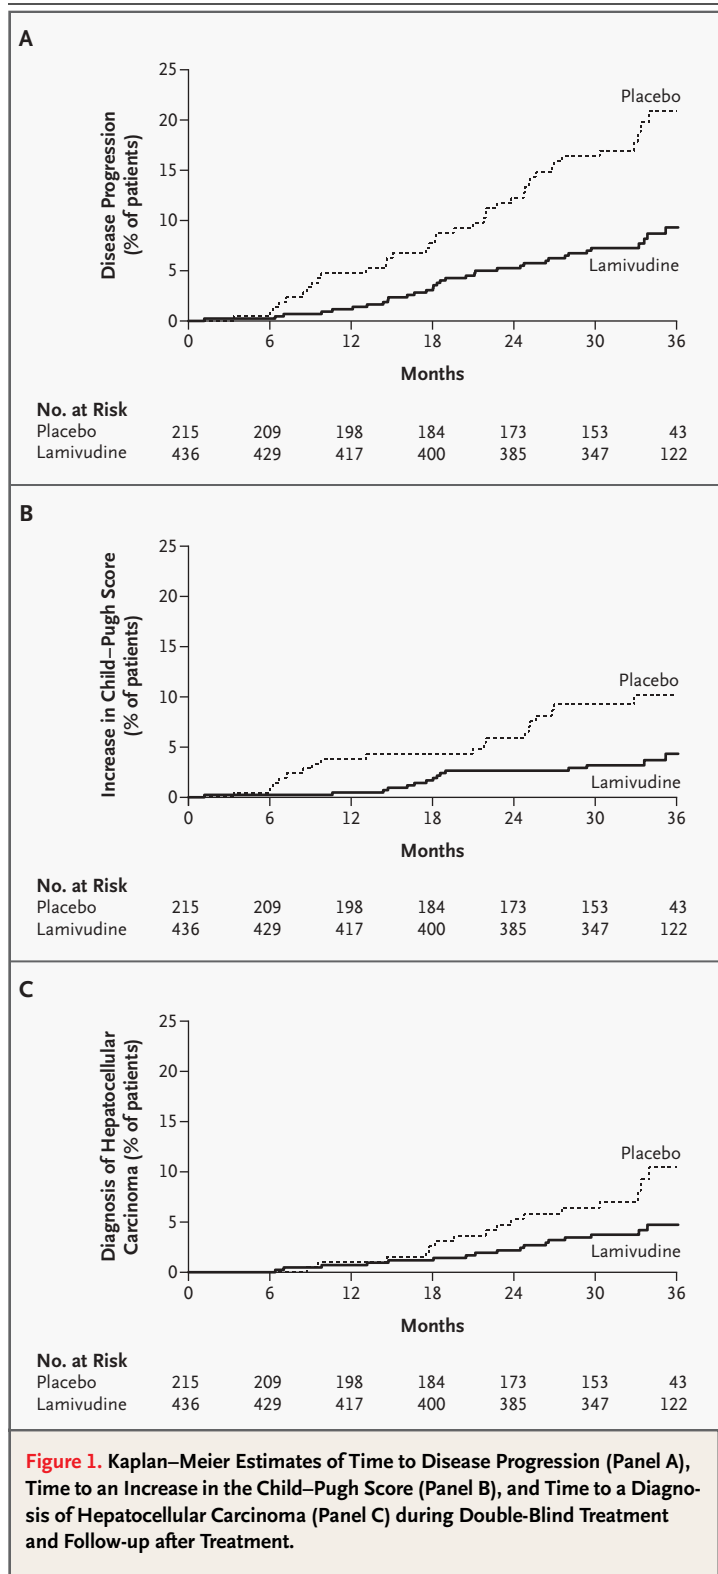 A
Disease Progression
(% of patients)
25
20
15
10
5
0
Placebo
Lamivudine
0 6 12 18 24 30 36
Months
No. at Risk
Placebo 215 209 198 184 173 153 43
Lamivudine 436 429 417 400 385 347 122
B
Increase in Child–Pugh Score
(% of patients)
25
20
15
10
5
0
Placebo
Lamivudine
0 6 12 18 24 30 36
Months
No. at Risk
Placebo 215 209 198 184 173 153 43
Lamivudine 436 429 417 400 385 347 122
C
Diagnosis of Hepatocellular
Carcinoma (% of patients)
25
20
15
10
5
0
Placebo
Lamivudine
0 6 12 18 24 30 36
Months
No. at Risk
Placebo 215 209 198 184 173 153 43
Lamivudine 436 429 417 400 385 347 122
Figure 1. Kaplan–Meier Estimates of Time to Disease Progression (Panel A),
Time to an Increase in the Child–Pugh Score (Panel B), and Time to a Diagno-
sis of Hepatocellular Carcinoma (Panel C) during Double-Blind Treatment
and Follow-up after Treatment.